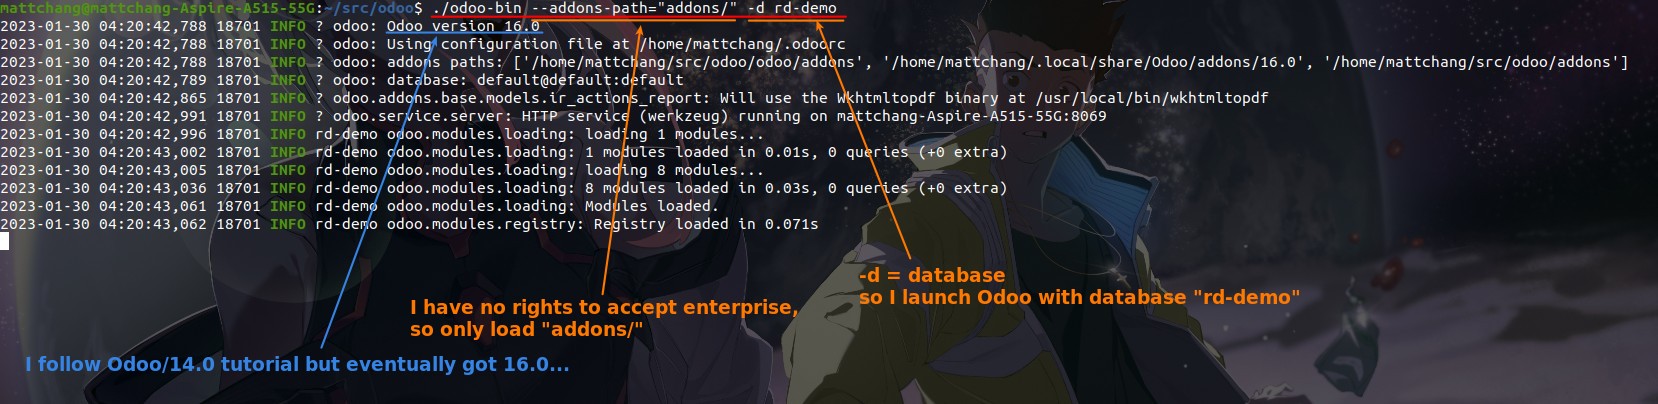 mattchang@mattchang-Aspire-A515-55G:~/src/odoo$ ./odoo-bin --addons-path="addons/" -d rd-demo
2023-01-30 04:20:42,788 18701 INFO ? odoo: Odoo version 16.0
2023-01-30 04:20:42,788 18701 INFO ? odoo: Using configuration file at /home/mattchang/.odoorc
2023-01-30 04:20:42,788 18701 INFO ? odoo: addons paths: ['/home/mattchang/src/odoo/odoo/addons', '/home/mattchang/.local/share/Odoo/addons/16.0', '/home/mattchang/src/odoo/addons']
2023-01-30 04:20:42,789 18701 INFO ? odoo: database: default@default:default
2023-01-30 04:20:42,865 18701 INFO ? odoo.addons.base.models.ir_actions_report: Will use the Wkhtmltopdf binary at /usr/local/bin/wkhtmltopdf
2023-01-30 04:20:42,991 18701 INFO ? odoo.service.server: HTTP service (werkzeug) running on mattchang-Aspire-A515-55G:8069
2023-01-30 04:20:42,996 18701 INFO rd-demo odoo.modules.loading: loading 1 modules...
2023-01-30 04:20:43,002 18701 INFO rd-demo odoo.modules.loading: 1 modules loaded in 0.01s, 0 queries (+0 extra)
2023-01-30 04:20:43,005 18701 INFO rd-demo odoo.modules.loading: loading 8 modules...
2023-01-30 04:20:43,036 18701 INFO rd-demo odoo.modules.loading: 8 modules loaded in 0.03s, 0 queries (+0 extra)
2023-01-30 04:20:43,061 18701 INFO rd-demo odoo.modules.loading: Modules loaded.
2023-01-30 04:20:43,062 18701 INFO rd-demo odoo.modules.registry: Registry loaded in 0.071s
-d = database
so I launch Odoo with database "rd-demo"
I have no rights to accept enterprise,
so only load "addons/"
I follow Odoo/14.0 tutorial but eventually got 16.0...